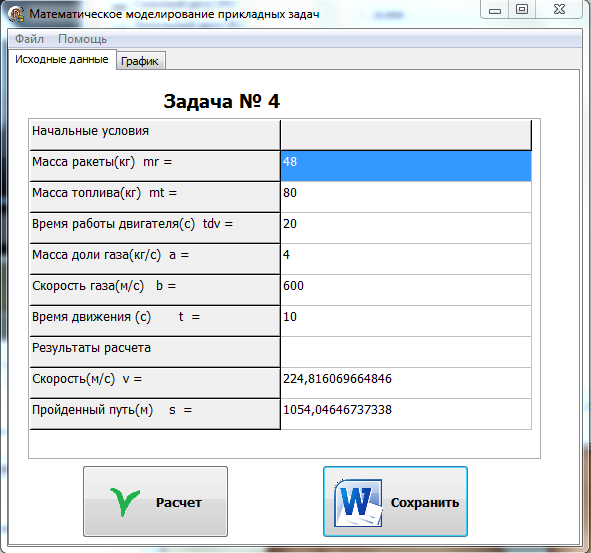 Математическое моделирование прикладных задач
Файл Помощь
Исходные данные График
Задача № 4
Начальные условия
Масса ракеты(кг) mr = 48
Масса топлива(кг) mt = 80
Время работы двигателя(с) tdv = 20
Масса доли газа(кг/с) a = 4
Скорость газа(м/с) b = 600
Время движения (с) t = 10
Результаты расчета
Скорость(м/с) v = 224,816069664846
Пройденный путь(м) s = 1054,04646737338
Расчет Сохранить